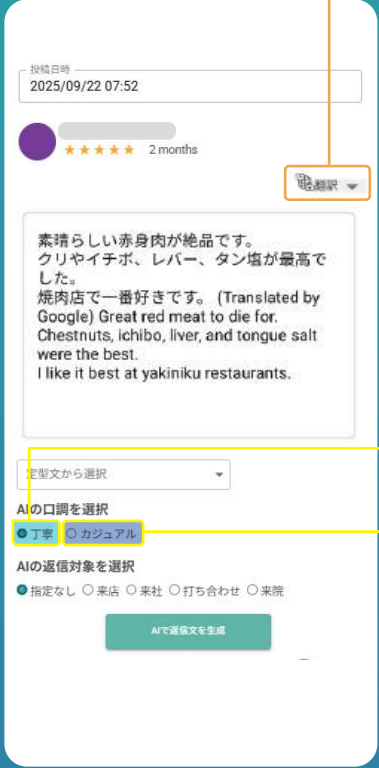 投稿日時
2025/09/22 07:52
★★★★★ 2 months
翻訳
素晴らしい赤身肉が絶品です。
クリやイチボ、レバー、タン塩が最高で
した。
焼肉店で一番好きです。 (Translated by
Google) Great red meat to die for.
Chestnuts, ichibo, liver, and tongue salt
were the best.
I like it best at yakiniku restaurants.
定型文から選択
AIの口調を選択
丁寧 カジュアル
AIの返信対象を選択
指定なし 来店 来社 打ち合わせ 来院
AIで返信文を生成